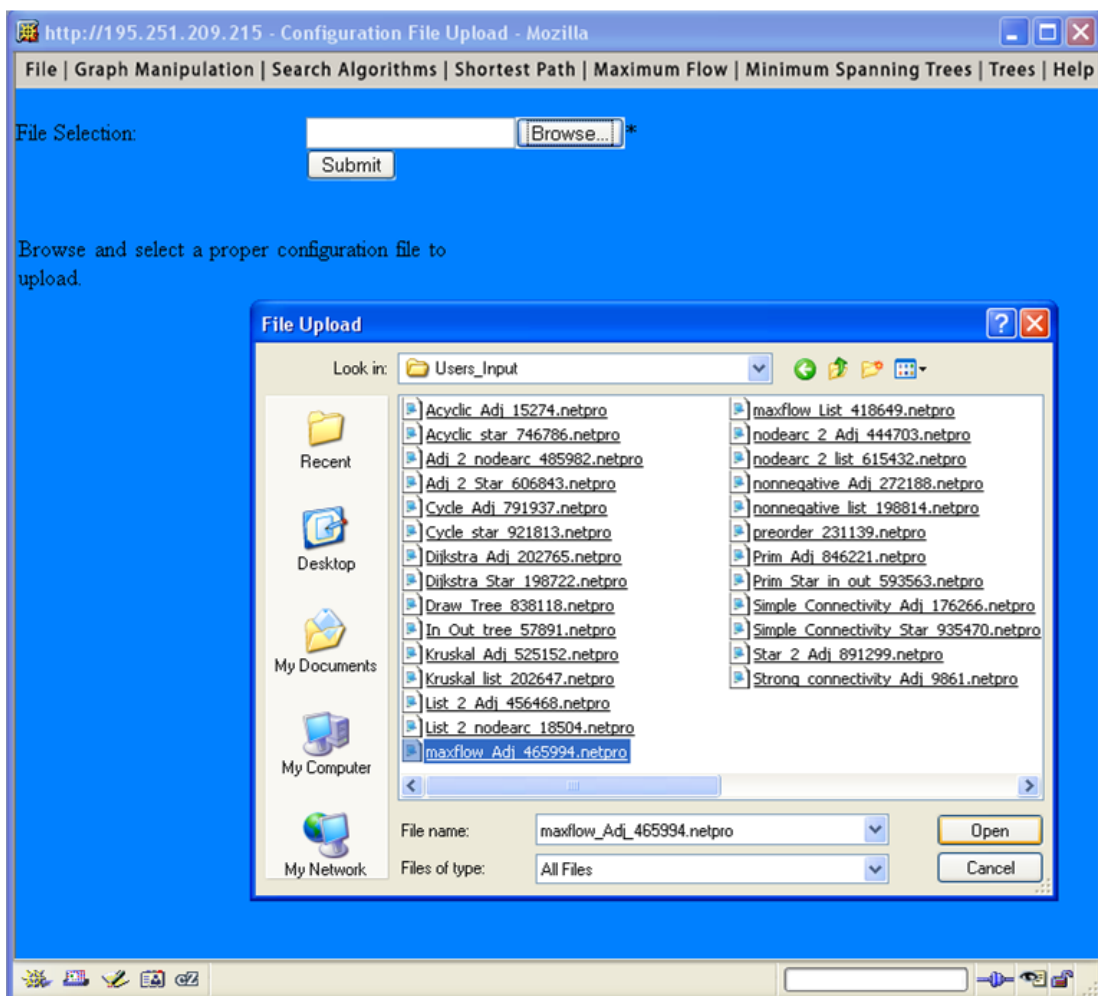 http://195.251.209.215 - Configuration File Upload - Mozilla
File | Graph Manipulation | Search Algorithms | Shortest Path | Maximum Flow | Minimum Spanning Trees | Trees | Help
File Selection:
Browse... *
Submit
Browse and select a proper configuration file to
upload.
File Upload
Look in:
Users_Input
Recent
Desktop
My Documents
My Computer
My Network
Acyclic_Adj_15274.netpro
Acyclic_star_746786.netpro
Adj_2_nodearc_485982.netpro
Adj_2_Star_606843.netpro
Cycle_Adj_791937.netpro
Cycle_star_921813.netpro
Dijkstra_Adj_202765.netpro
Dijkstra_Star_198722.netpro
Draw_Tree_838118.netpro
In_Out_tree_57891.netpro
Kruskal_Adj_525152.netpro
Kruskal_list_202647.netpro
List_2_Adj_456468.netpro
List_2_nodearc_18504.netpro
maxflow_Adj_465994.netpro
maxflow_List_418649.netpro
nodearc_2_Adj_444703.netpro
nodearc_2_list_615432.netpro
nonnegative_Adj_272188.netpro
nonnegative_list_198814.netpro
preorder_231139.netpro
Prim_Adj_846221.netpro
Prim_Star_in_out_593563.netpro
Simple_Connectivity_Adj_176266.netpro
Simple_Connectivity_Star_935470.netpro
Star_2_Adj_891299.netpro
Strong_connectivity_Adj_9861.netpro
File name:
maxflow_Adj_465994.netpro
Open
Files of type:
All Files
Cancel